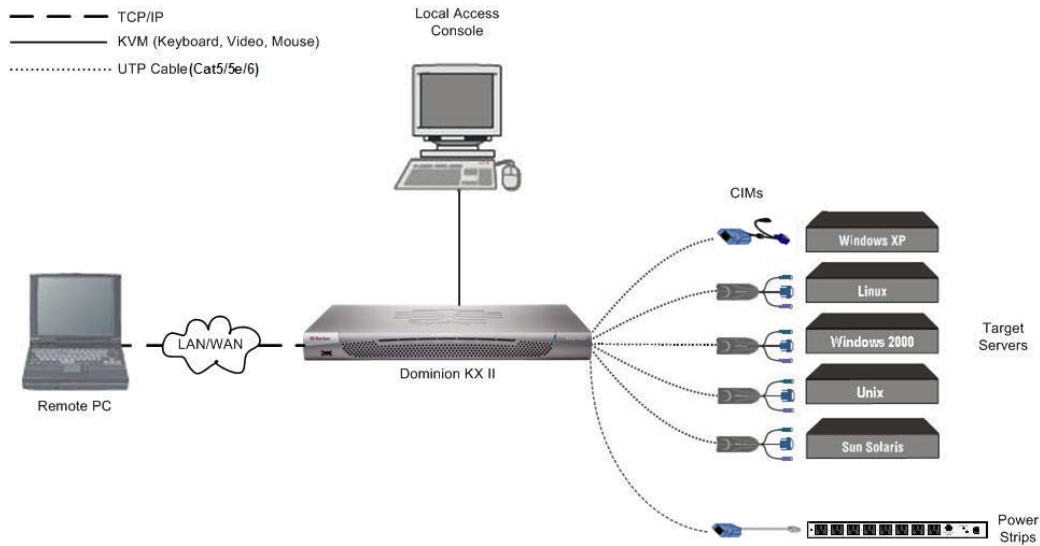 TCP/IP
KVM (Keyboard, Video, Mouse)
UTP Cable(Cat5/5e/6)
Local Access
Console
CIMs
Windows XP
Linux
Windows 2000
Unix
Sun Solaris
Target
Servers
LAN/WAN
Dominion KX II
Remote PC
Power
Strips